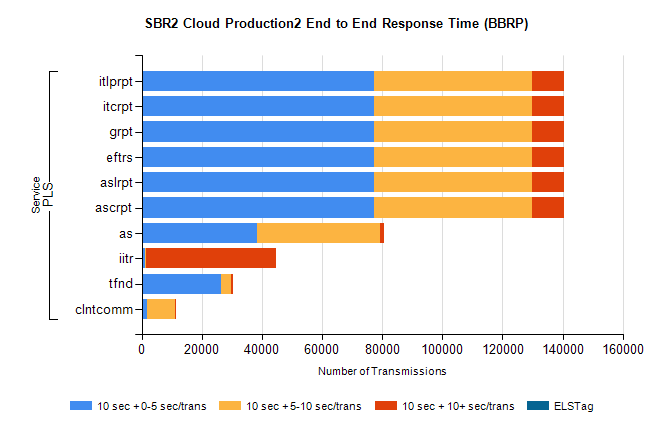 SBR2 Cloud Production2 End to End Response Time (BBRP)
Service
PLS
itlprpt
itcrpt
grpt
eftrs
aslrpt
ascrpt
as
iitr
tfnd
clntcomm
0 20000 40000 60000 80000 100000 120000 140000 160000
Number of Transmissions
10 sec +0-5 sec/trans 10 sec +5-10 sec/trans 10 sec + 10+ sec/trans ELSTag